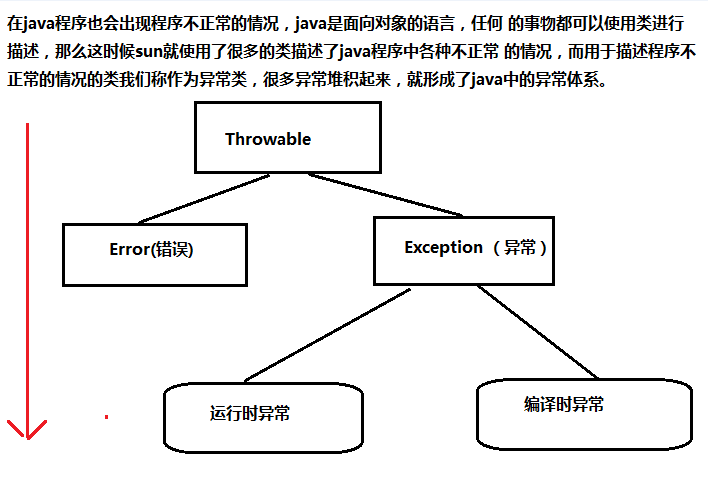 在java程序也会出现程序不正常的情况，java是面向对象的语言，任何 的事物都可以使用类进行
描述，那么这时候sun就使用了很多的类描述了java程序中各种不正常 的情况，而用于描述程序不
正常的情况的类我们称作为异常类，很多异常堆积起来，就形成了java中的异常体系。
Throwable
Error(错误)
Exception （异常）
运行时异常
编译时异常